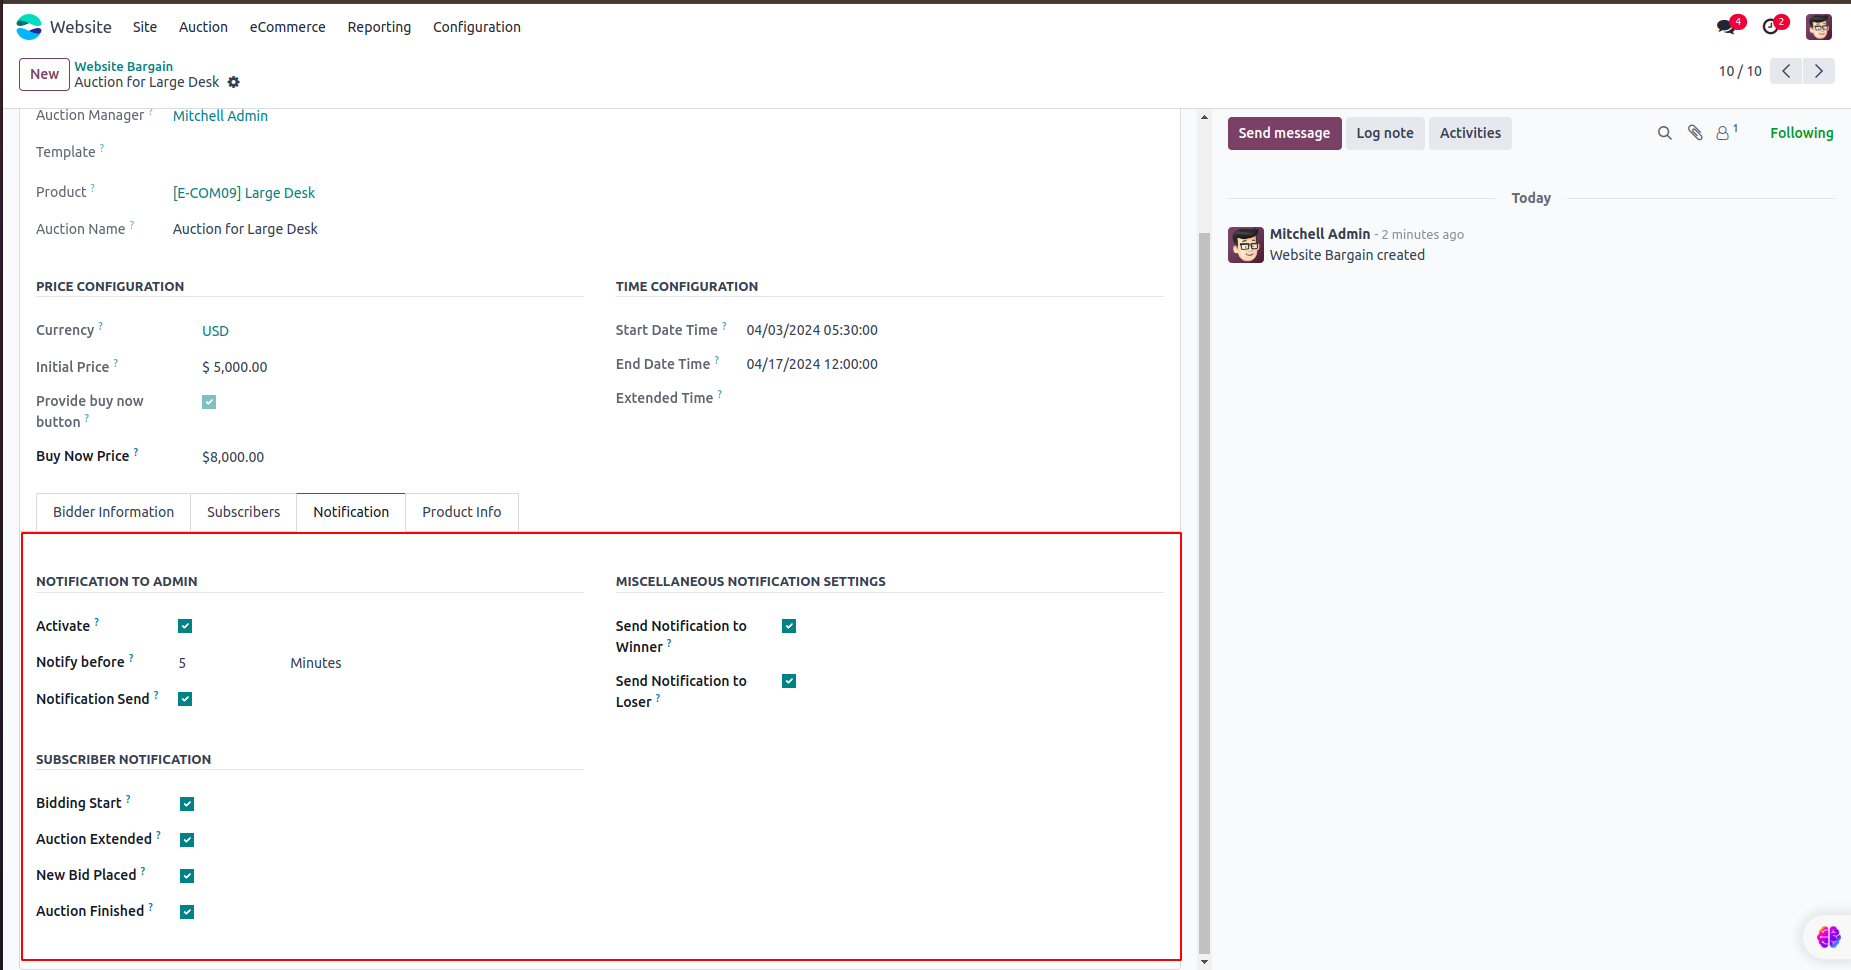 Website Site Auction eCommerce Reporting Configuration 4 2
New Website Bargain
Auction for Large Desk
10 / 10
Auction Manager ? Mitchell Admin
Template ?
Product ? [E-COM09] Large Desk
Auction Name ? Auction for Large Desk
PRICE CONFIGURATION
Currency ? USD
Initial Price ? $ 5,000.00
Provide buy now
button ?
Buy Now Price ? $8,000.00
TIME CONFIGURATION
Start Date Time ? 04/03/2024 05:30:00
End Date Time ? 04/17/2024 12:00:00
Extended Time ?
Bidder Information Subscribers Notification Product Info
NOTIFICATION TO ADMIN
Activate ?
Notify before ? 5 Minutes
Notification Send ?
MISCELLANEOUS NOTIFICATION SETTINGS
Send Notification to
Winner ?
Send Notification to
Loser ?
SUBSCRIBER NOTIFICATION
Bidding Start ?
Auction Extended ?
New Bid Placed ?
Auction Finished ?
Send message Log note Activities 1 Following
Today
Mitchell Admin - 2 minutes ago
Website Bargain created